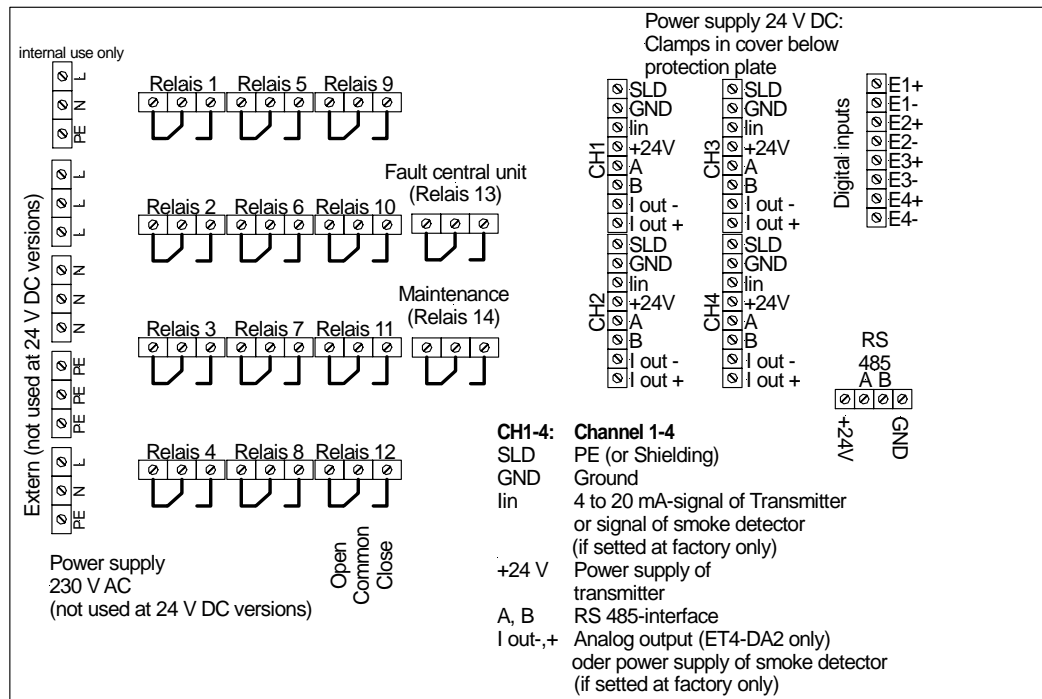 internal use only
L
N
PE
L
L
L
N
N
N
PE
PE
PE
L
N
PE
Extern (not used at 24 V DC versions)
Power supply
230 V AC
(not used at 24 V DC versions)
Relais 1 Relais 5 Relais 9
Fault central unit
(Relais 13)
Relais 2 Relais 6 Relais 10
Maintenance
(Relais 14)
Relais 3 Relais 7 Relais 11
Relais 4 Relais 8 Relais 12
Open
Common
Close
Power supply 24 V DC:
Clamps in cover below
protection plate
CH1
SLD
GND
Iin
+24V
A
B
I out -
I out +
CH2
SLD
GND
Iin
+24V
A
B
I out -
I out +
CH3
SLD
GND
Iin
+24V
A
B
I out -
I out +
CH4
SLD
GND
Iin
+24V
A
B
I out -
I out +
Digital inputs
E1+
E1-
E2+
E2-
E3+
E3-
E4+
E4-
RS
485
A B
+24V
GND
CH1-4: Channel 1-4
SLD PE (or Shielding)
GND Ground
Iin 4 to 20 mA-signal of Transmitter
or signal of smoke detector
(if setted at factory only)
+24 V Power supply of
transmitter
A, B RS 485-interface
I out-,+ Analog output (ET4-DA2 only)
oder power supply of smoke detector
(if setted at factory only)